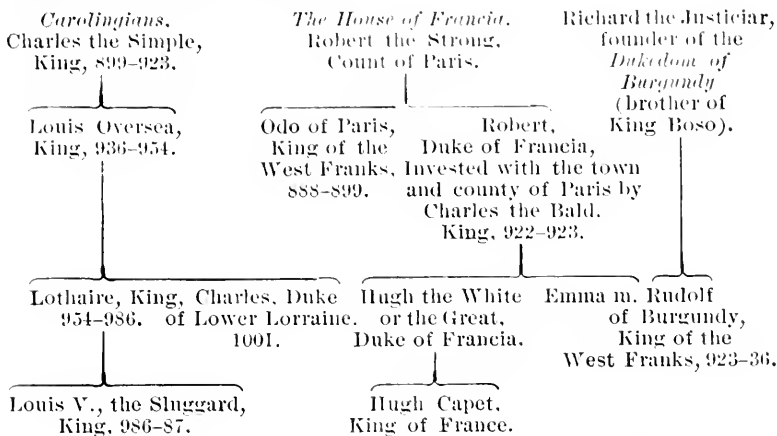 Carolingians.
Charles the Simple,
King, 899–923.
The House of Francia.
Robert the Strong,
Count of Paris.
Richard the Justiciar,
founder of the
Dukedom of
Burgundy
(brother of
King Boso).
Louis Oversea,
King, 936–954.
Odo of Paris,
King of the
West Franks,
888–899.
Robert,
Duke of Francia,
Invested with the town
and county of Paris by
Charles the Bald.
King, 922–923.
Lothaire, King,
954–986.
Charles, Duke
of Lower Lorraine.
1001.
Hugh the White
or the Great,
Duke of Francia.
Emma m. Rudolf
of Burgundy,
King of the
West Franks, 923–36.
Louis V., the Sluggard,
King, 986–87.
Hugh Capet,
King of France.